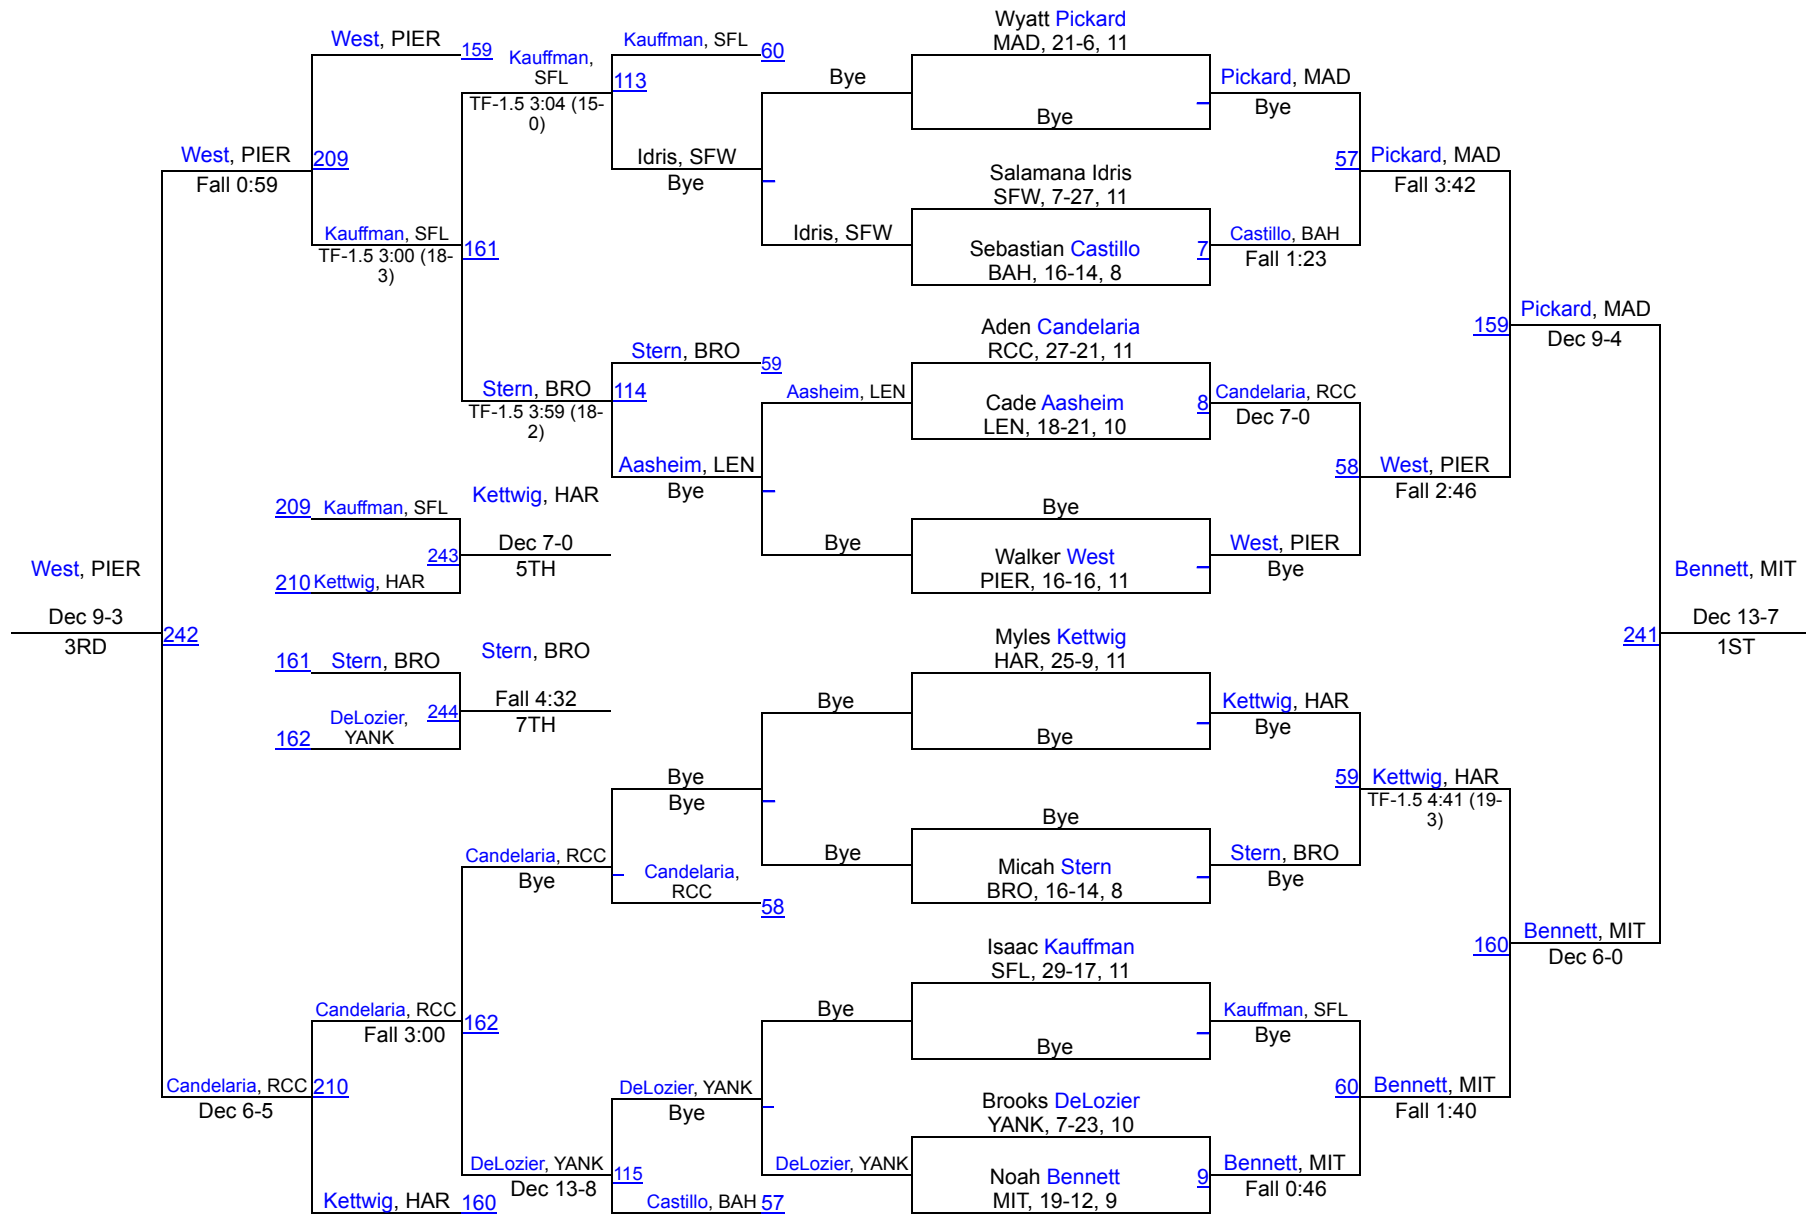 Wyatt Pickard
MAD, 21-6, 11
West, PIER
159
Kauffman,
SFL
TF-1.5 3:04 (15-
0)
Kauffman, SFL
60
113
Bye
Bye
Pickard, MAD
Bye
West, PIER
Fall 0:59
209
Idris, SFW
Bye
Salamana Idris
SFW, 7-27, 11
57
Pickard, MAD
Fall 3:42
Kauffman, SFL
TF-1.5 3:00 (18-
3)
161
Idris, SFW
Sebastian Castillo
BAH, 16-14, 8
7
Castillo, BAH
Fall 1:23
Aden Candelaria
RCC, 27-21, 11
159
Pickard, MAD
Dec 9-4
Stern, BRO
59
Stern, BRO
TF-1.5 3:59 (18-
2)
114
Aasheim, LEN
Cade Aasheim
LEN, 18-21, 10
8
Candelaria, RCC
Dec 7-0
Aasheim, LEN
Bye
58
West, PIER
Fall 2:46
209
Kauffman, SFL
Kettwig, HAR
Bye
243
Dec 7-0
5TH
Bye
Walker West
PIER, 16-16, 11
West, PIER
Bye
210
Kettwig, HAR
West, PIER
Dec 9-3
3RD
242
Bennett, MIT
Dec 13-7
1ST
241
161
Stern, BRO
Stern, BRO
Myles Kettwig
HAR, 25-9, 11
DeLozier,
YANK
244
Fall 4:32
7TH
162
Bye
Bye
Kettwig, HAR
Bye
Bye
Bye
59
Kettwig, HAR
TF-1.5 4:41 (19-
3)
Bye
Candelaria, RCC
Bye
Candelaria,
RCC
58
Bye
Micah Stern
BRO, 16-14, 8
Stern, BRO
Bye
Isaac Kauffman
SFL, 29-17, 11
160
Bennett, MIT
Dec 6-0
Candelaria, RCC
Fall 3:00
162
Bye
Bye
Kauffman, SFL
Bye
Candelaria, RCC
Dec 6-5
210
DeLozier, YANK
Bye
Brooks DeLozier
YANK, 7-23, 10
60
Bennett, MIT
Fall 1:40
DeLozier, YANK
Dec 13-8
115
DeLozier, YANK
Noah Bennett
MIT, 19-12, 9
9
Bennett, MIT
Fall 0:46
Kettwig, HAR
160
Castillo, BAH
57